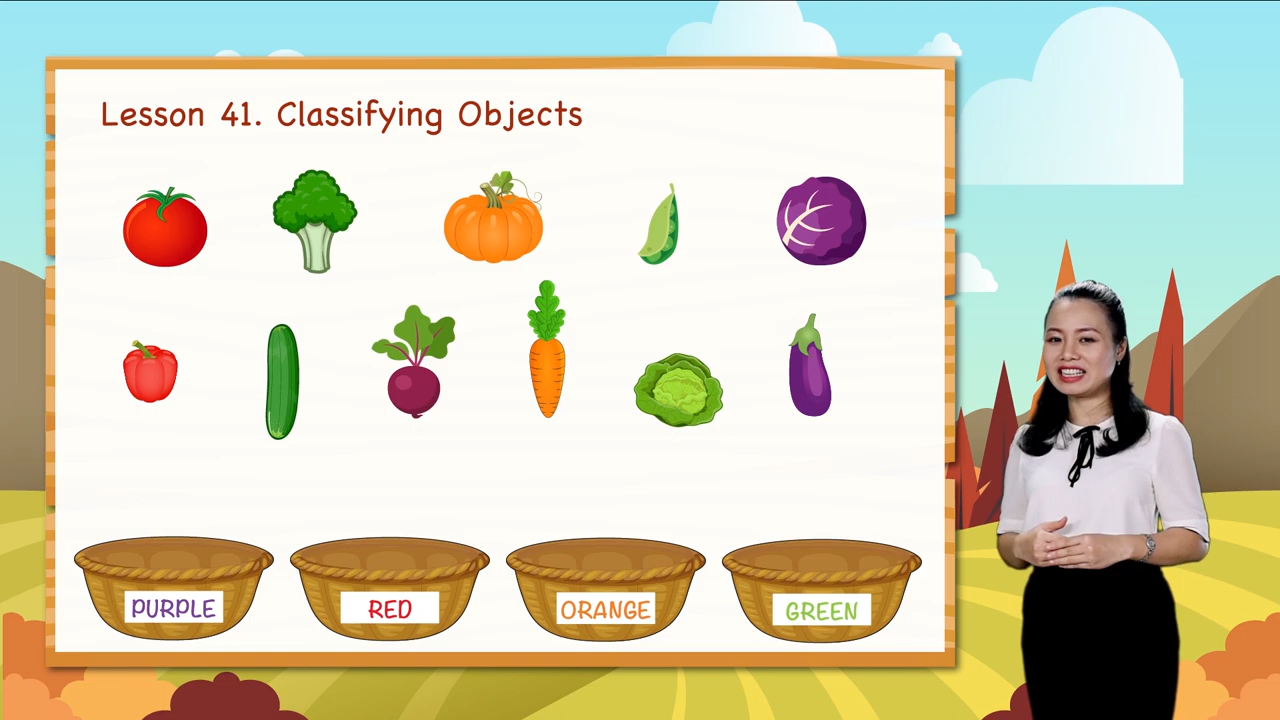 Lesson 41. Classifying Objects
PURPLE
RED
ORANGE
GREEN